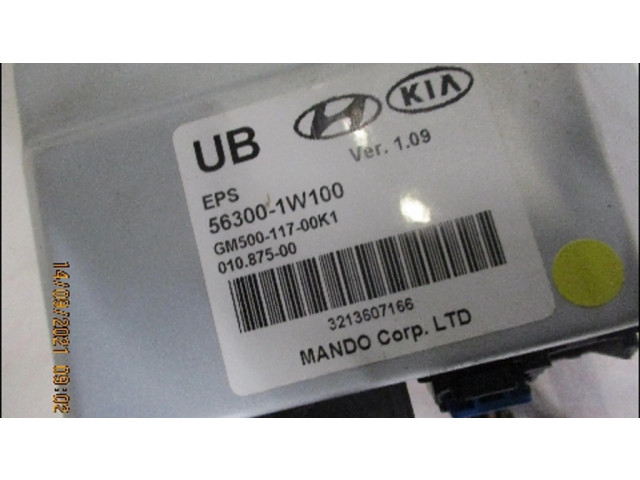 UB
KIA
Ver. 1.09
EPS
56300-1W100
GM500-117-00K1
010.875-00
3213607166
MANDO Corp. LTD
14/09/2021 09:02